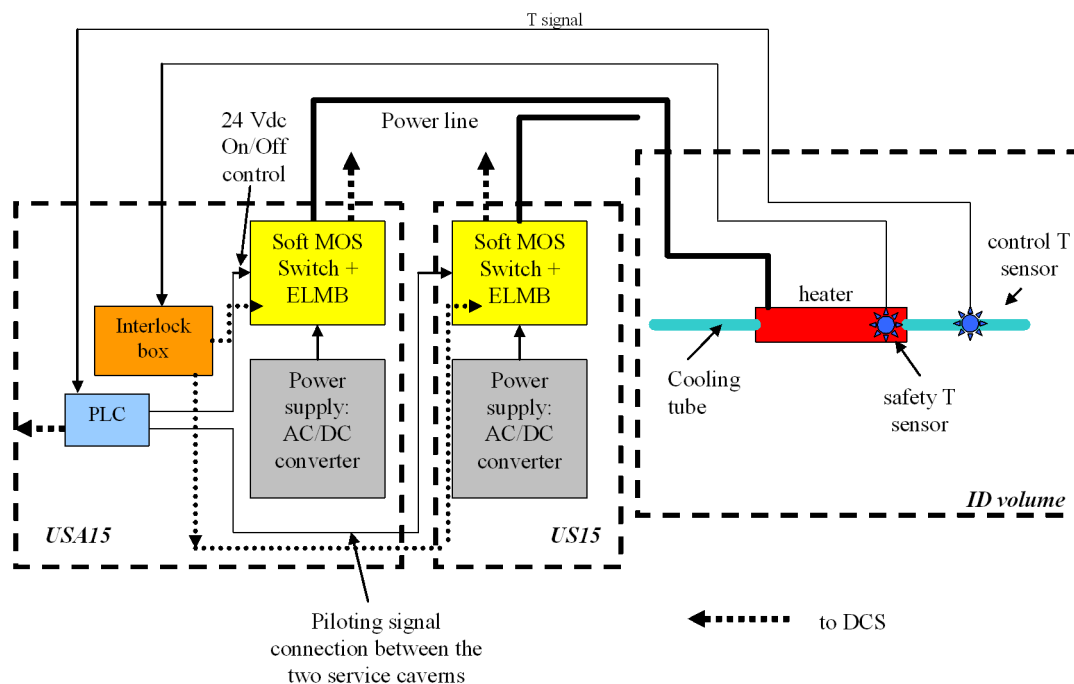 T signal
24 Vdc
On/Off
control
Power line
Soft MOS
Switch +
ELMB
Soft MOS
Switch +
ELMB
control T
sensor
heater
Interlock
box
Cooling
tube
safety T
sensor
PLC
Power
supply:
AC/DC
converter
Power
supply:
AC/DC
converter
USA15
US15
ID volume
Piloting signal
connection between the
two service caverns
to DCS